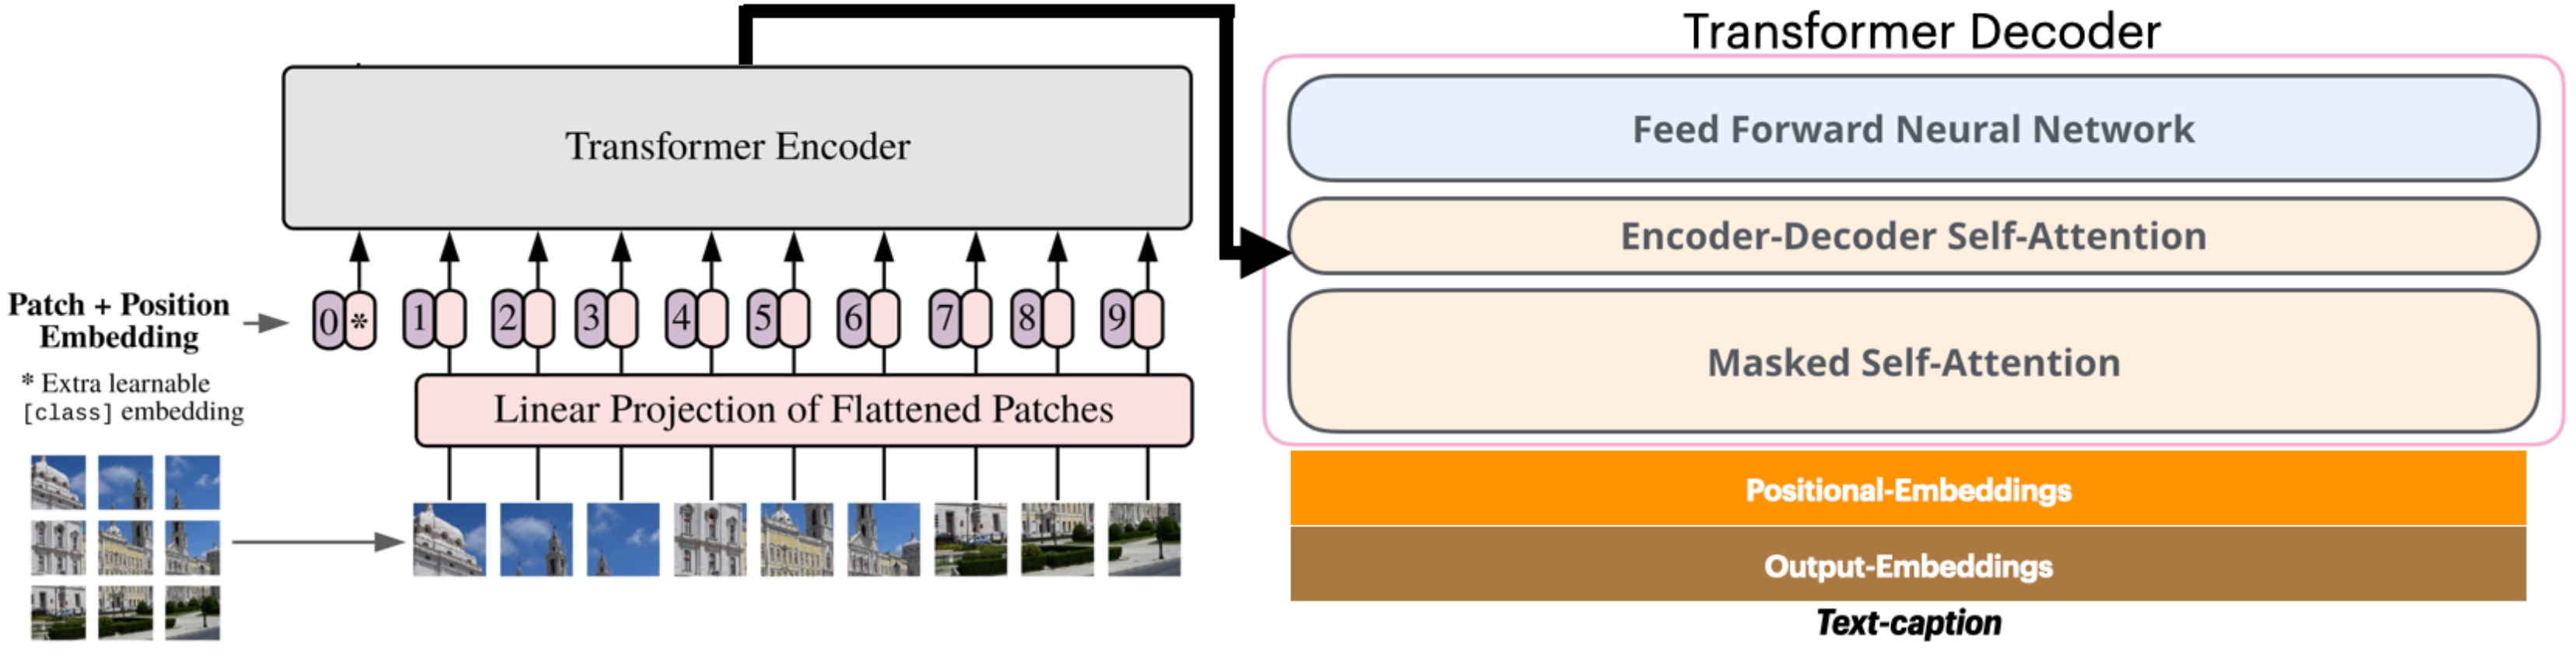 Transformer Decoder
Transformer Encoder
Feed Forward Neural Network
Encoder-Decoder Self-Attention
Masked Self-Attention
Patch + Position
Embedding
0 * 1 2 3 4 5 6 7 8 9
* Extra learnable
[class] embedding
Linear Projection of Flattened Patches
Positional-Embeddings
Output-Embeddings
Text-caption